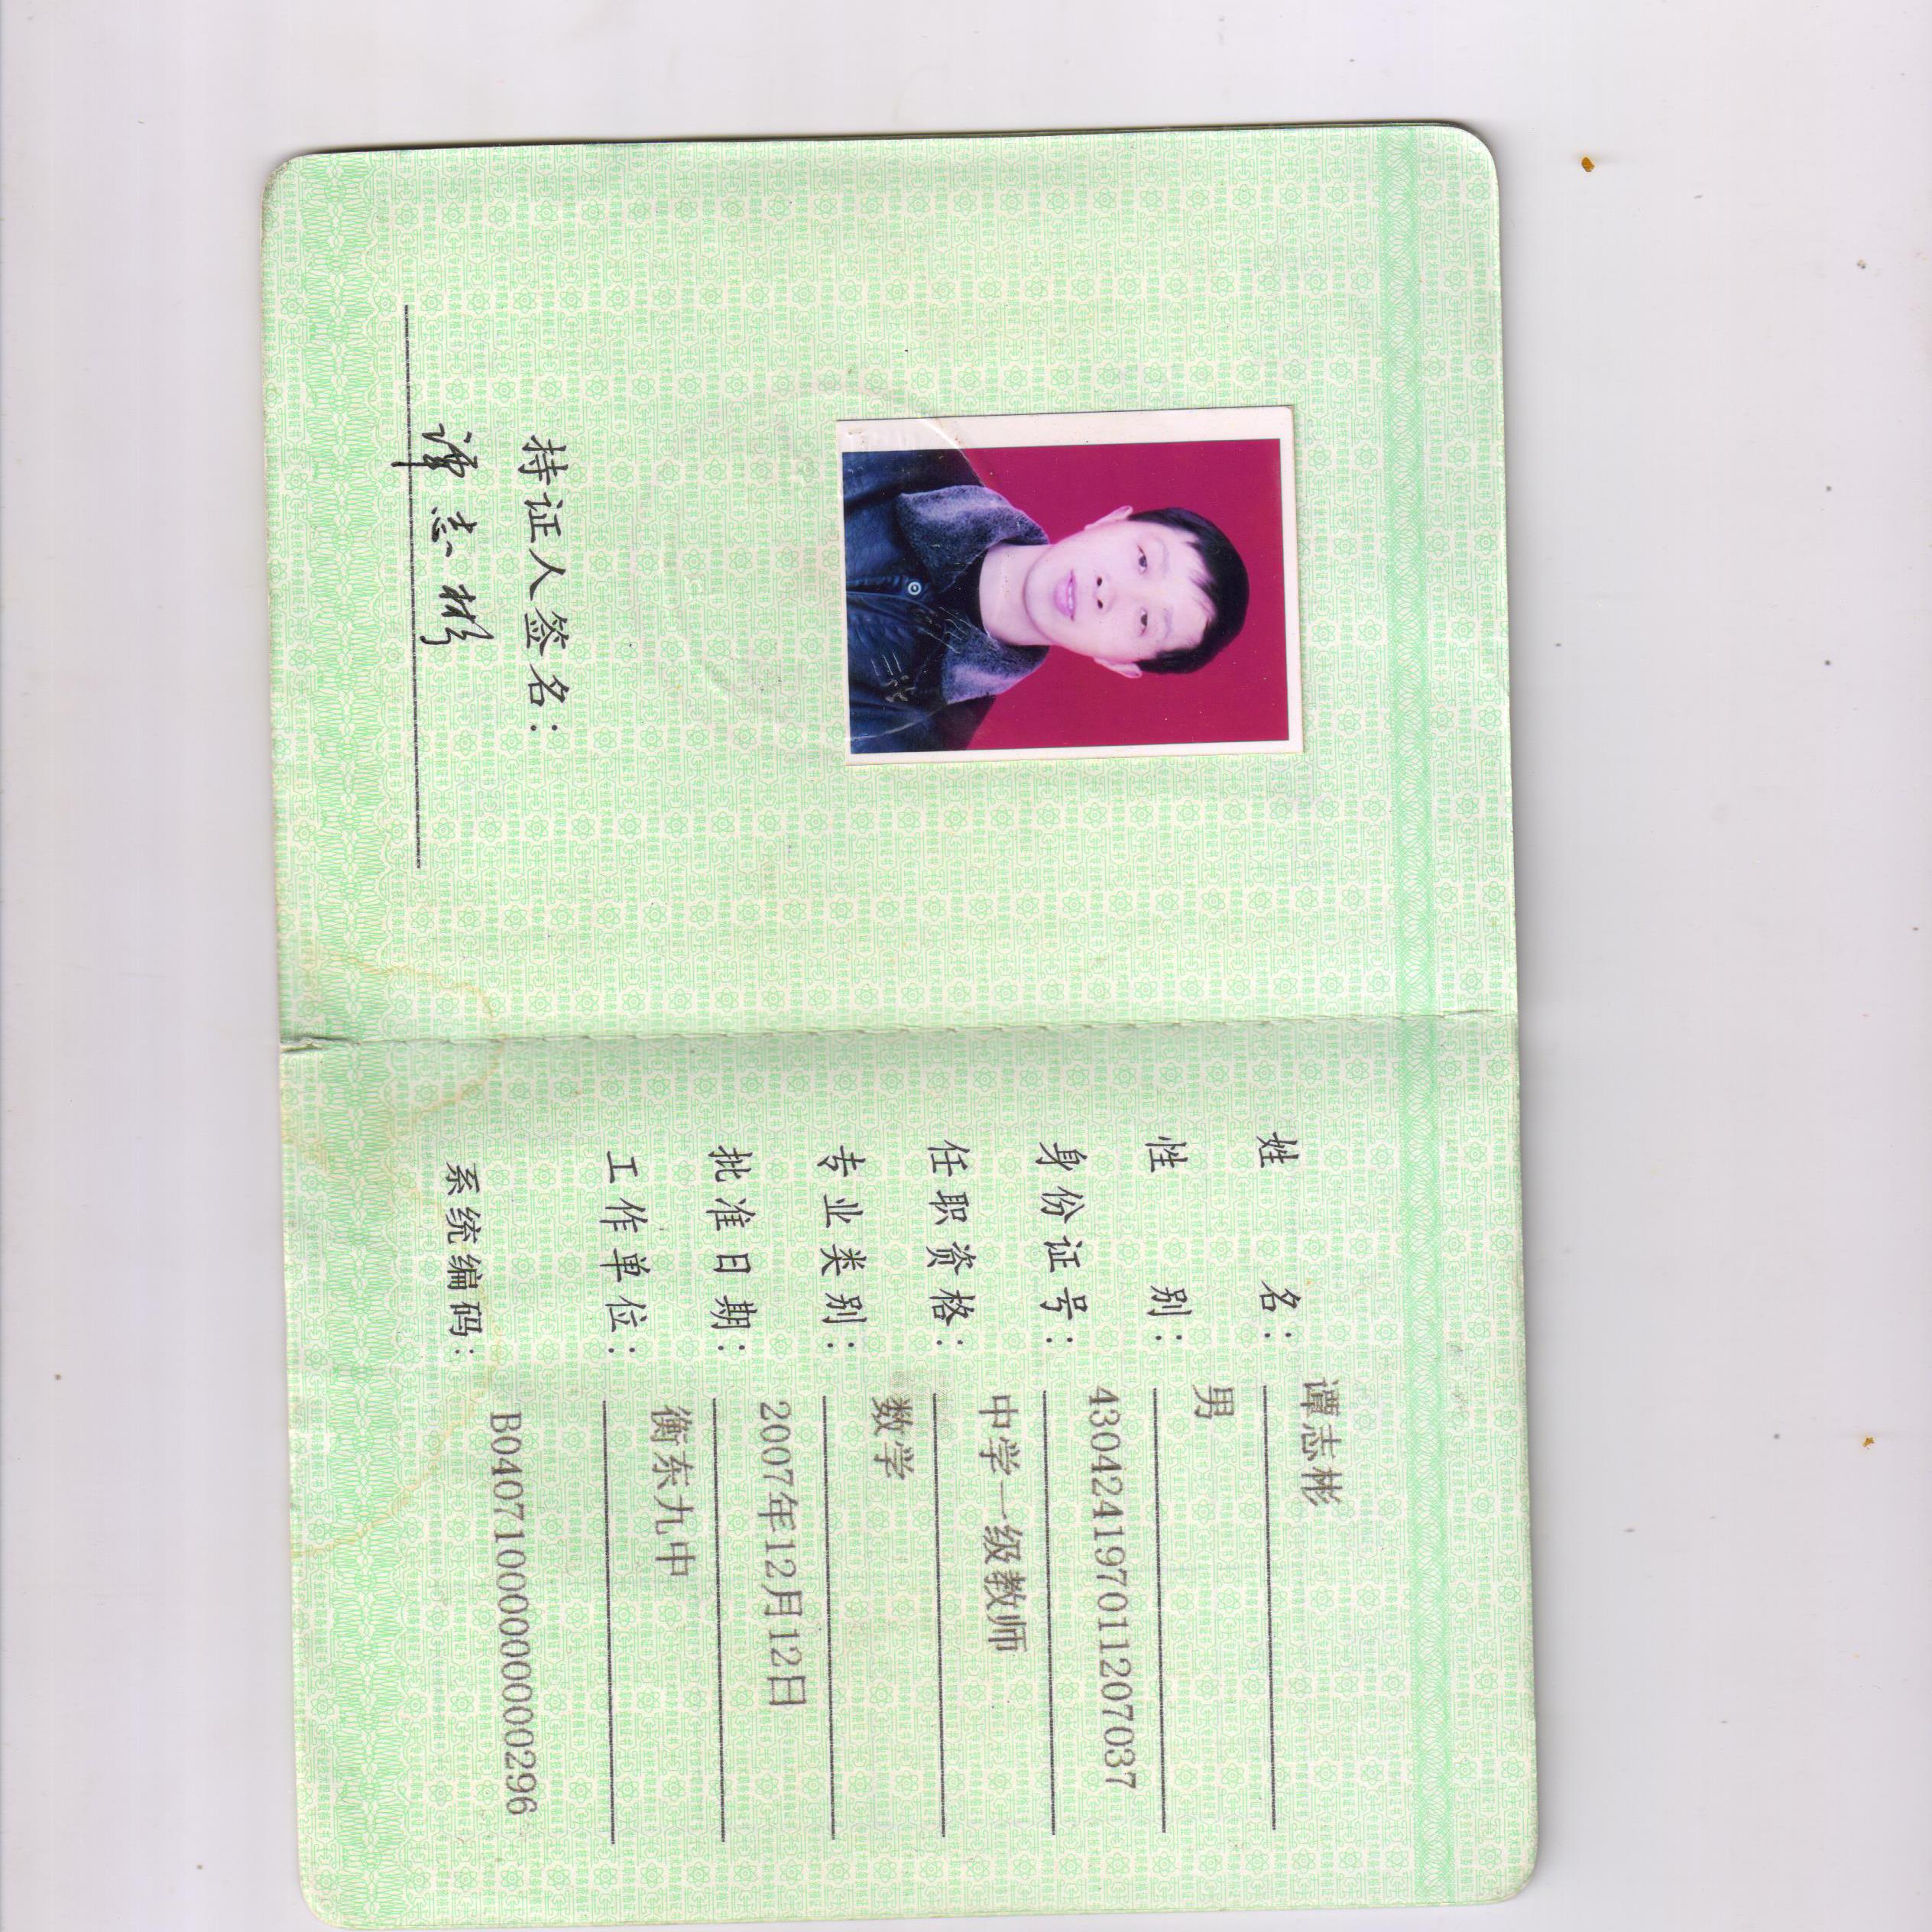 持证人签名：
谭志彬
姓名：谭志彬
性别：男
身份证号：430424197011207037
任职资格：中学一级教师
专业类别：数学
批准日期：2007年12月12日
工作单位：衡东九中
系统编码：B04071000000000296